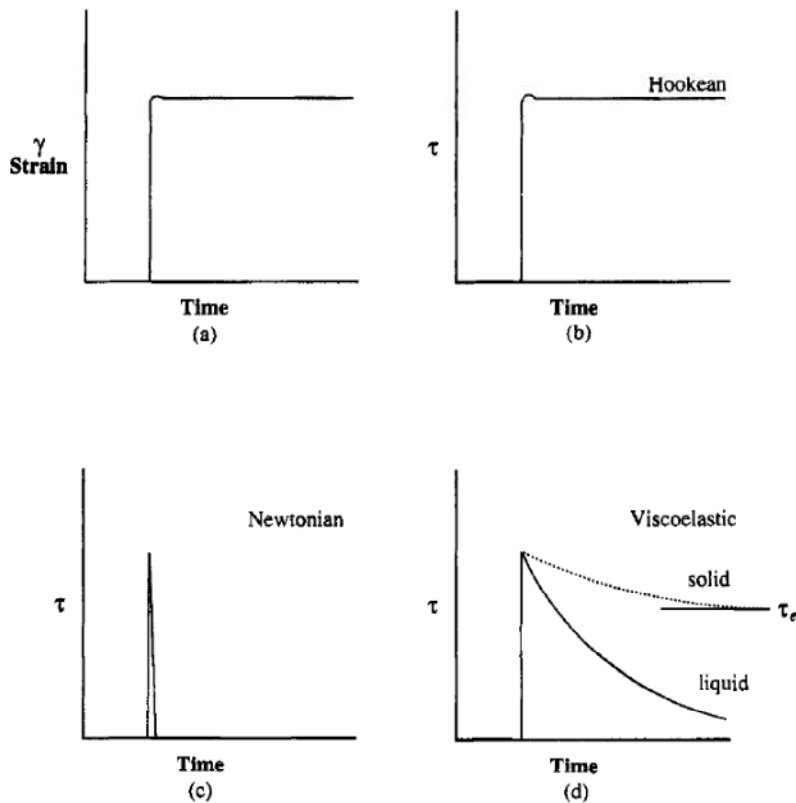 γ
Strain
Time
(a)
Hookean
τ
Time
(b)
Newtonian
τ
Time
(c)
Viscoelastic
solid
τ
τₑ
liquid
Time
(d)